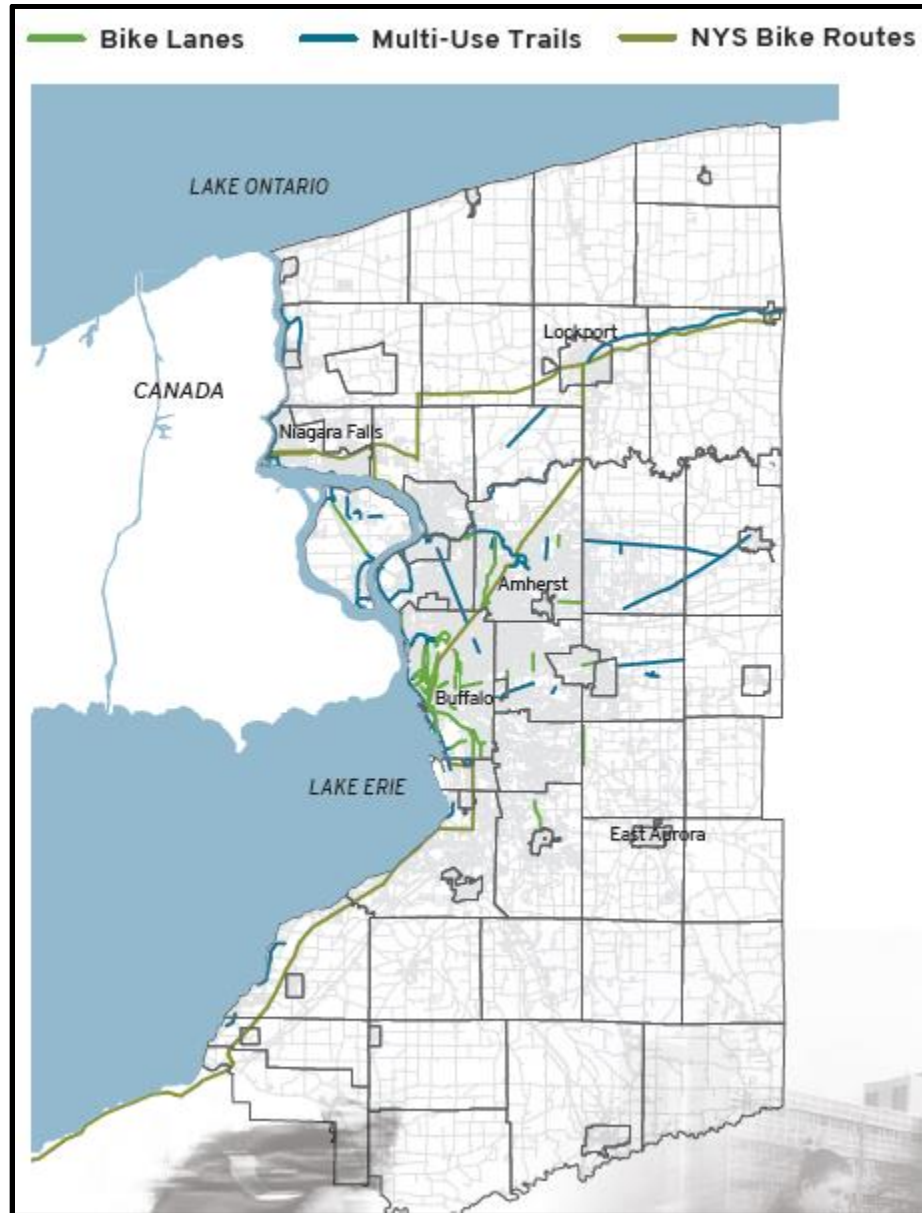 Bike Lanes Multi-Use Trails NYS Bike Routes
LAKE ONTARIO
Lockport
CANADA
Niagara Falls
Amherst
Buffalo
LAKE ERIE
East Aurora